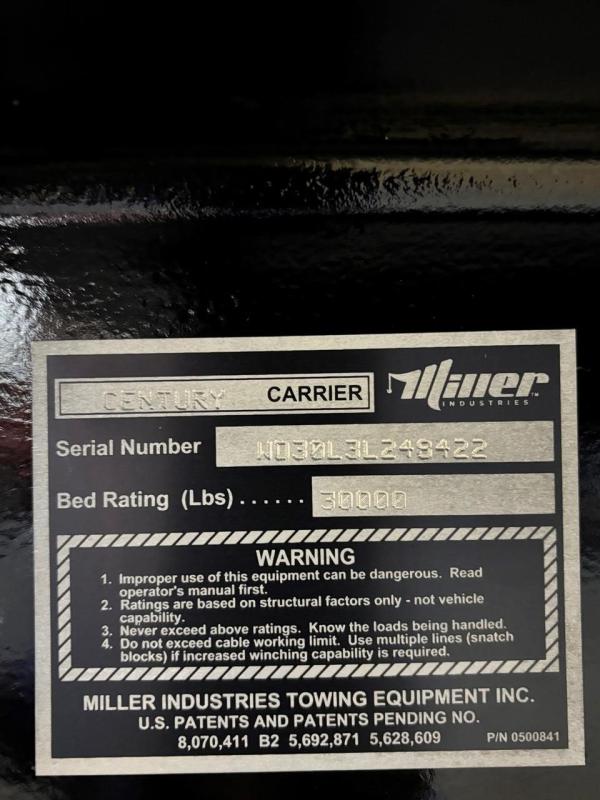 CENTURY CARRIER Miller
INDUSTRIES™
Serial Number WD30L3L249422
Bed Rating (Lbs)...... 30000
WARNING
1. Improper use of this equipment can be dangerous. Read
operator's manual first.
2. Ratings are based on structural factors only - not vehicle
capability.
3. Never exceed above ratings. Know the loads being handled.
4. Do not exceed cable working limit. Use multiple lines (snatch
blocks) if increased winching capability is required.
MILLER INDUSTRIES TOWING EQUIPMENT INC.
U.S. PATENTS AND PATENTS PENDING NO.
8,070,411 B2 5,692,871 5,628,609 P/N 0500841